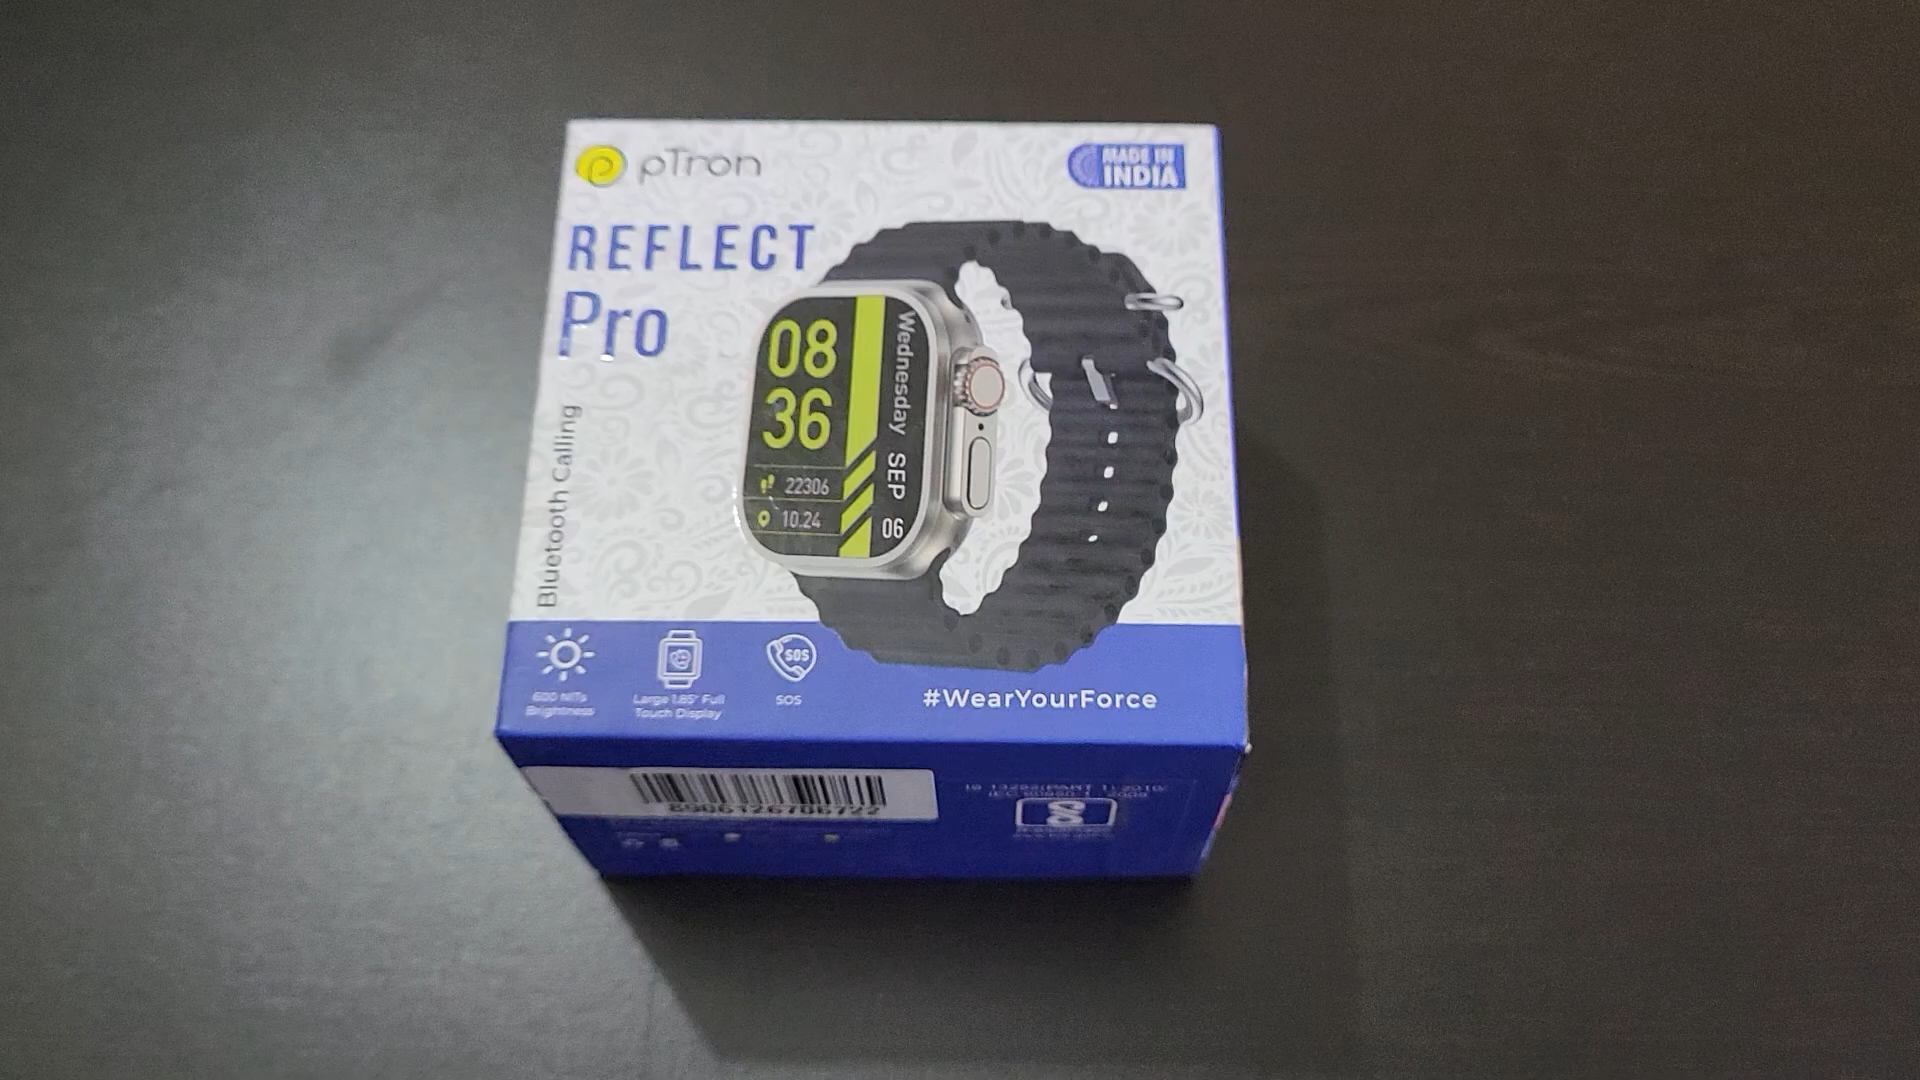 pTron
MADE IN
INDIA
REFLECT
Pro
Bluetooth Calling
08
36
22306
10.24
Wednesday SEP 06
600 NITs
Brightness
Large 1.85" Full
Touch Display
SOS
SOS
#WearYourForce
8906126706722